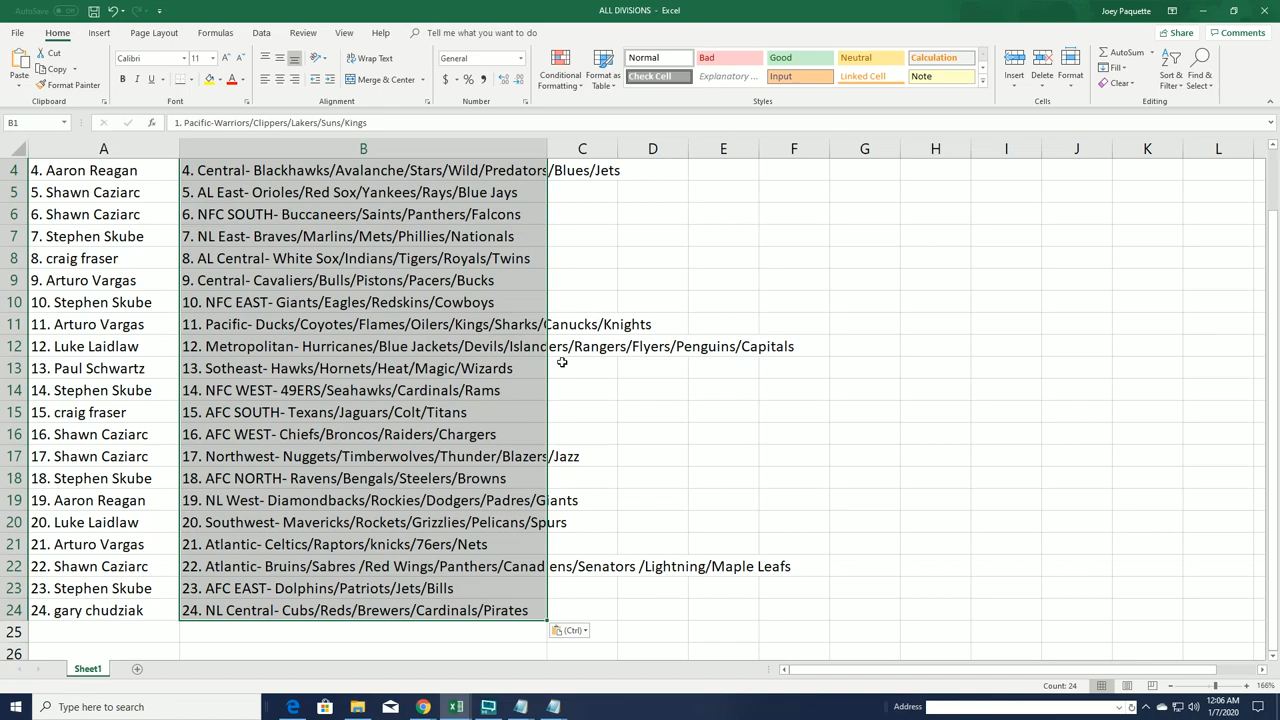 AutoSave Off ALL DIVISIONS - Excel Joey Paquette
File Home Insert Page Layout Formulas Data Review View Help Tell me what you want to do Share Comments
Cut Calibri 11 Wrap Text General Normal Bad Good Neutral Calculation AutoSum
Copy Fill
Paste Format Painter Merge & Center Conditional Formatting Format as Table Check Cell Explanatory ... Input Linked Cell Note Insert Delete Format Clear Sort & Filter Find & Select
Clipboard Font Alignment Number Styles Cells Editing
B1 1. Pacific-Warriors/Clippers/Lakers/Suns/Kings
A B C D E F G H I J K L
4 4. Aaron Reagan 4. Central- Blackhawks/Avalanche/Stars/Wild/Predators/Blues/Jets
5 5. Shawn Caziarc 5. AL East- Orioles/Red Sox/Yankees/Rays/Blue Jays
6 6. Shawn Caziarc 6. NFC SOUTH- Buccaneers/Saints/Panthers/Falcons
7 7. Stephen Skube 7. NL East- Braves/Marlins/Mets/Phillies/Nationals
8 8. craig fraser 8. AL Central- White Sox/Indians/Tigers/Royals/Twins
9 9. Arturo Vargas 9. Central- Cavaliers/Bulls/Pistons/Pacers/Bucks
10 10. Stephen Skube 10. NFC EAST- Giants/Eagles/Redskins/Cowboys
11 11. Arturo Vargas 11. Pacific- Ducks/Coyotes/Flames/Oilers/Kings/Sharks/Canucks/Knights
12 12. Luke Laidlaw 12. Metropolitan- Hurricanes/Blue Jackets/Devils/Islanders/Rangers/Flyers/Penguins/Capitals
13 13. Paul Schwartz 13. Sotheast- Hawks/Hornets/Heat/Magic/Wizards
14 14. Stephen Skube 14. NFC WEST- 49ERS/Seahawks/Cardinals/Rams
15 15. craig fraser 15. AFC SOUTH- Texans/Jaguars/Colt/Titans
16 16. Shawn Caziarc 16. AFC WEST- Chiefs/Broncos/Raiders/Chargers
17 17. Shawn Caziarc 17. Northwest- Nuggets/Timberwolves/Thunder/Blazers/Jazz
18 18. Stephen Skube 18. AFC NORTH- Ravens/Bengals/Steelers/Browns
19 19. Aaron Reagan 19. NL West- Diamondbacks/Rockies/Dodgers/Padres/Giants
20 20. Luke Laidlaw 20. Southwest- Mavericks/Rockets/Grizzlies/Pelicans/Spurs
21 21. Arturo Vargas 21. Atlantic- Celtics/Raptors/knicks/76ers/Nets
22 22. Shawn Caziarc 22. Atlantic- Bruins/Sabres /Red Wings/Panthers/Canadiens/Senators /Lightning/Maple Leafs
23 23. Stephen Skube 23. AFC EAST- Dolphins/Patriots/Jets/Bills
24 24. gary chudziak 24. NL Central- Cubs/Reds/Brewers/Cardinals/Pirates
25 (Ctrl)
26
Sheet1
Count: 24 166%
Type here to search Address 12:06 AM
1/7/2020